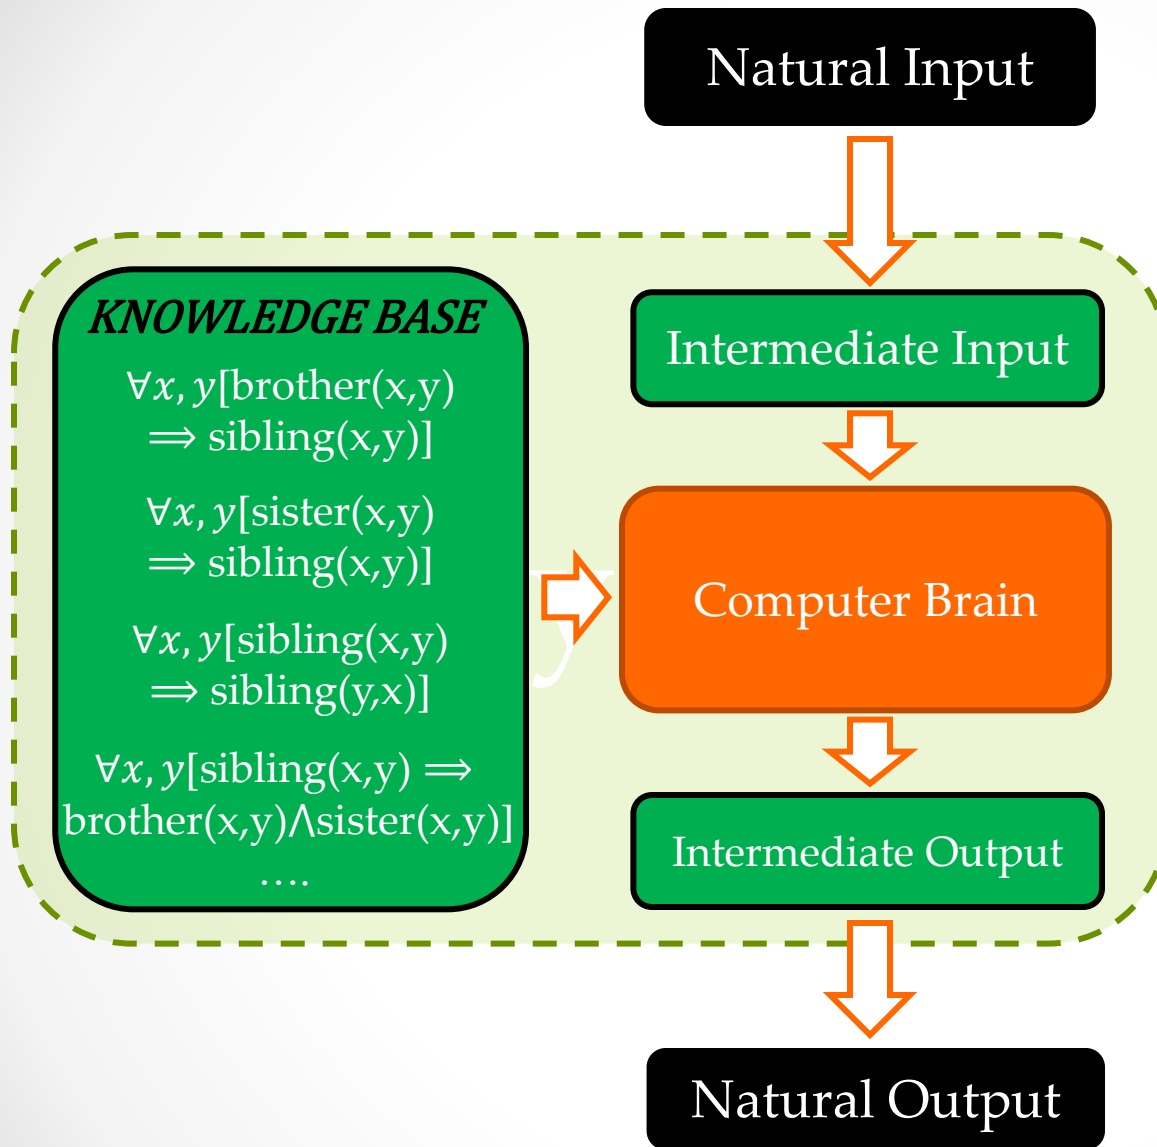 Natural Input
KNOWLEDGE BASE
∀x, y[brother(x,y)
⟹ sibling(x,y)]
∀x, y[sister(x,y)
⟹ sibling(x,y)]
∀x, y[sibling(x,y)
⟹ sibling(y,x)]
∀x, y[sibling(x,y) ⟹
brother(x,y)⋀sister(x,y)]
....
y
Intermediate Input
Computer Brain
Intermediate Output
Natural Output